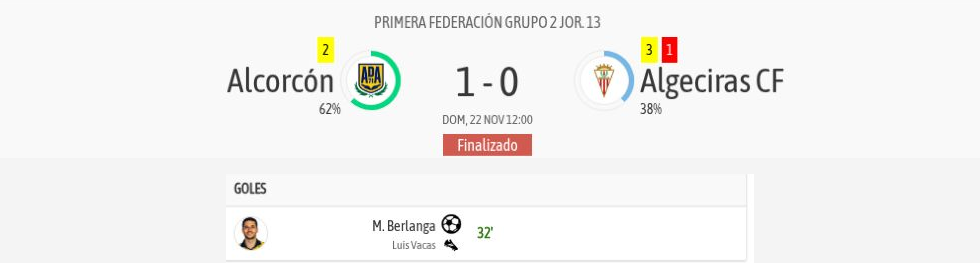 PRIMERA FEDERACIÓN GRUPO 2 JOR. 13
2
3 1
Alcorcón 1 - 0 Algeciras CF
62% 38%
DOM, 22 NOV 12:00
Finalizado
GOLES
M. Berlanga 32'
Luis Vacas